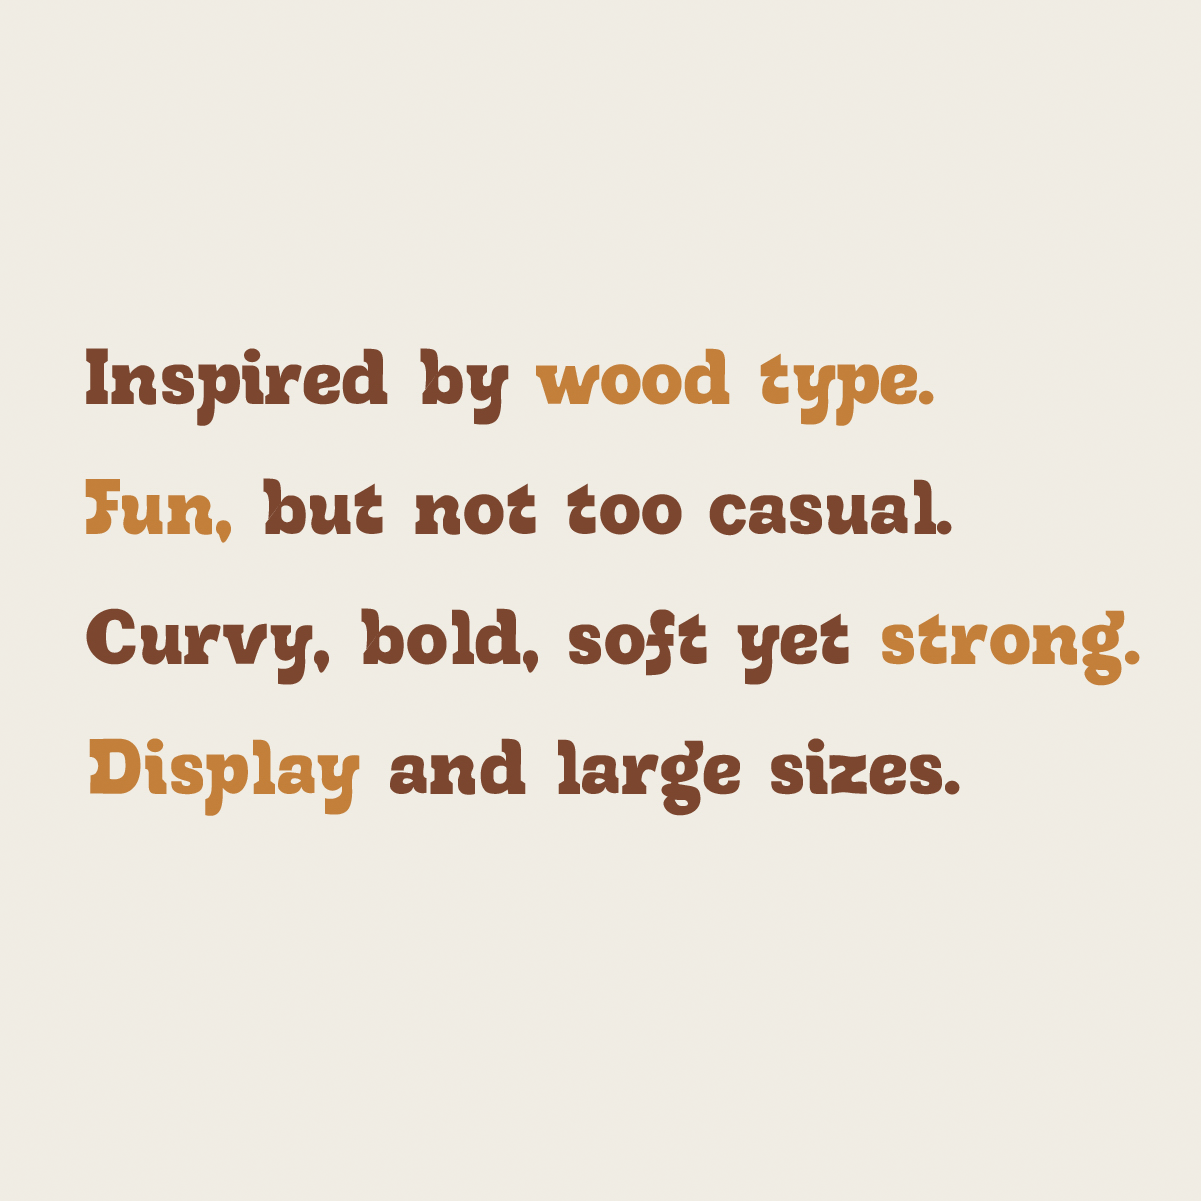 Inspired by wood type.
Fun, but not too casual.
Curvy, bold, soft yet strong.
Display and large sizes.